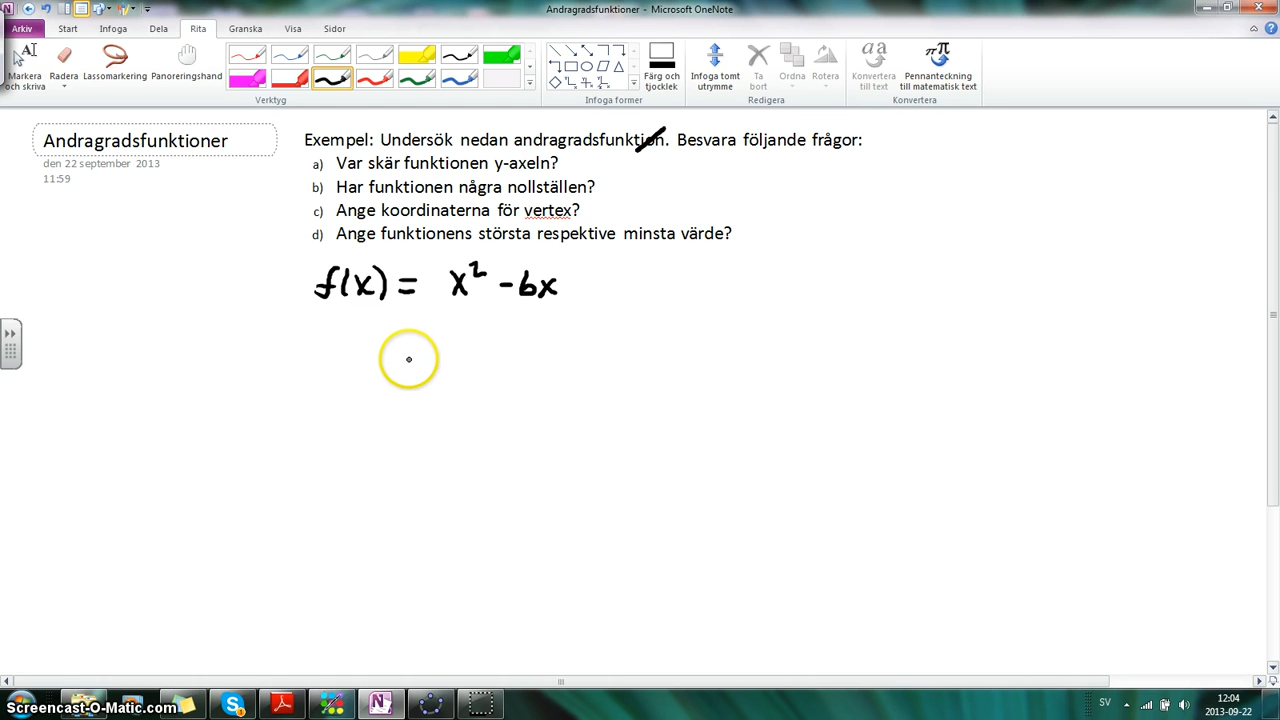 Andragradsfunktioner - Microsoft OneNote
Arkiv Start Infoga Dela Rita Granska Visa Sidor
Markera och skriva
Radera
Lassomarkering
Panoreringshand
Verktyg
Infoga former
Färg och tjocklek
Infoga tomt utrymme
Ta bort
Ordna
Rotera
Redigera
Konvertera till text
Pennanteckning till matematisk text
Konvertera
Andragradsfunktioner
den 22 september 2013
11:59
Exempel: Undersök nedan andragradsfunktion. Besvara följande frågor:
a) Var skär funktionen y-axeln?
b) Har funktionen några nollställen?
c) Ange koordinaterna för vertex?
d) Ange funktionens största respektive minsta värde?
f(x) = x² - 6x
Screencast-O-Matic.com
SV
12:04
2013-09-22